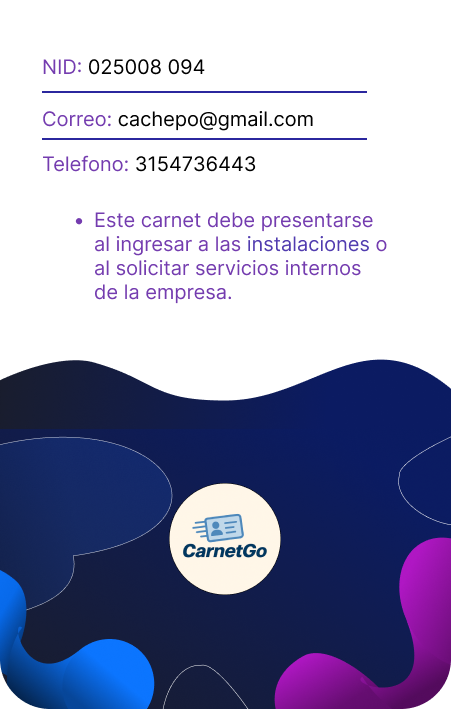 NID: 025008 094
Correo: cachepo@gmail.com
Telefono: 3154736443
• Este carnet debe presentarse
al ingresar a las instalaciones o
al solicitar servicios internos
de la empresa.
CarnetGo